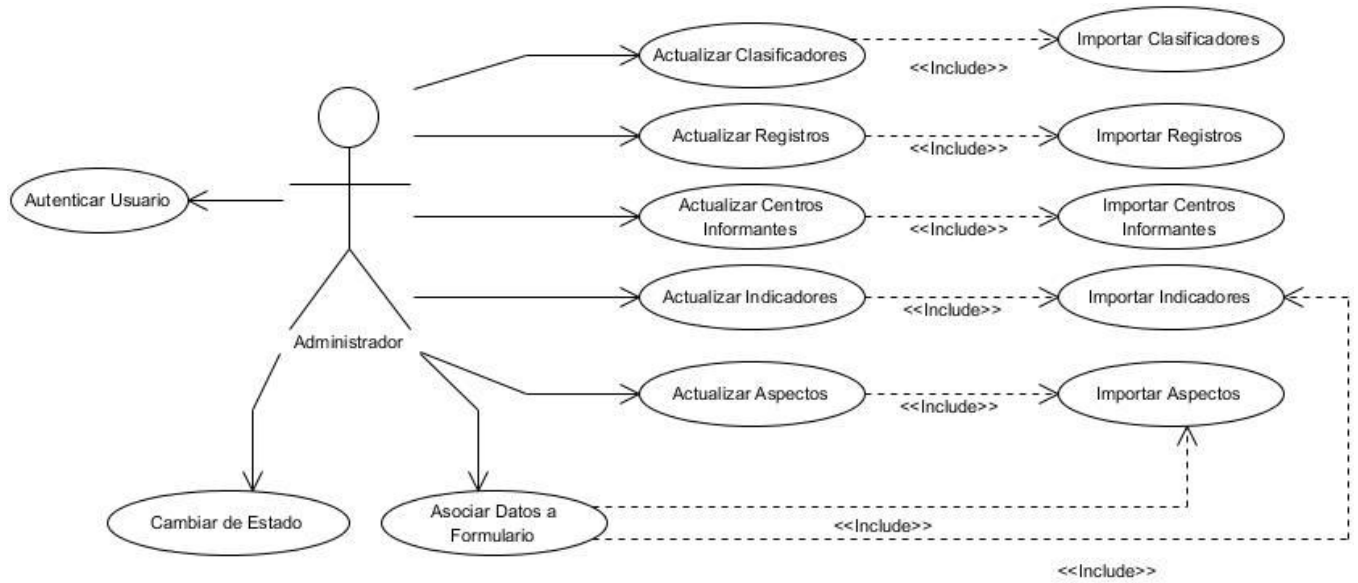 Actualizar Clasificadores
<<Include>>
Importar Clasificadores
Actualizar Registros
<<Include>>
Importar Registros
Autenticar Usuario
Actualizar Centros
Informantes
<<Include>>
Importar Centros
Informantes
Actualizar Indicadores
<<Include>>
Importar Indicadores
Administrador
Actualizar Aspectos
<<Include>>
Importar Aspectos
Cambiar de Estado
Asociar Datos a
Formulario
<<Include>>
<<Include>>